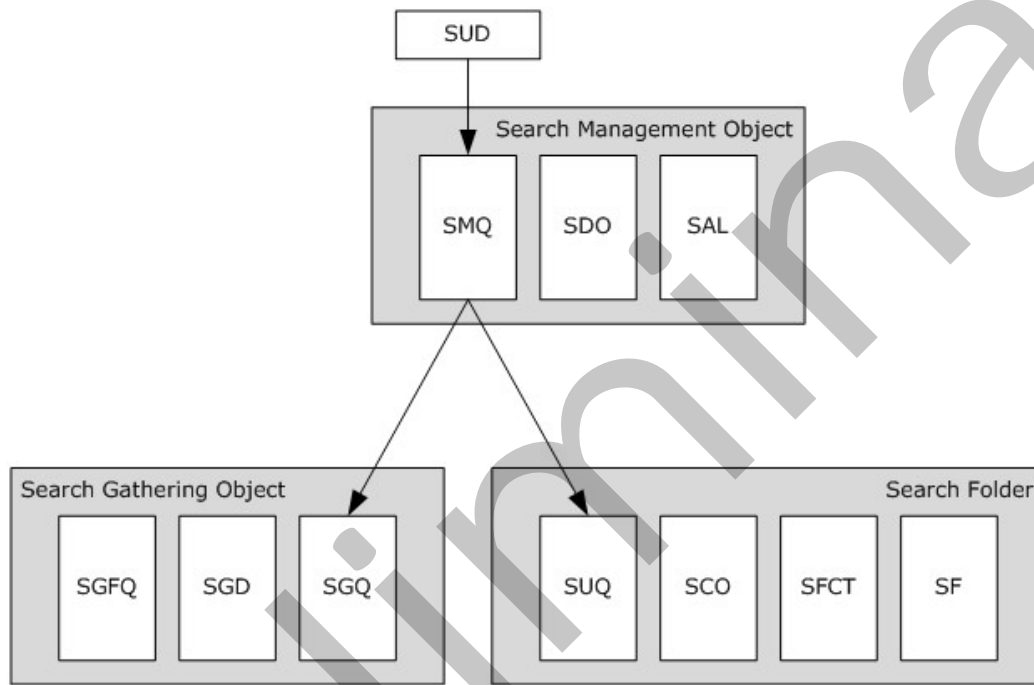 SUD
Search Management Object
SMQ SDO SAL
Search Gathering Object
SGFQ SGD SGQ
Search Folder
SUQ SCO SFCT SF